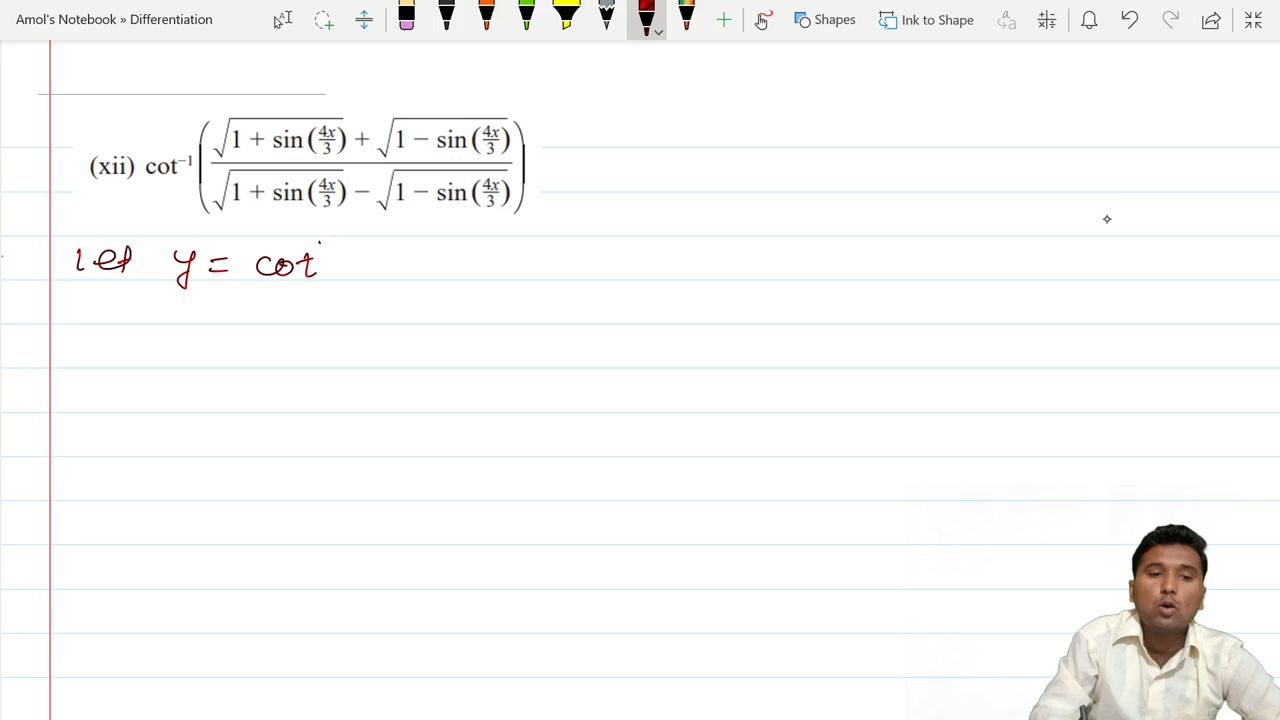 Amol's Notebook » Differentiation
Shapes
Ink to Shape
(xii) cot⁻¹ ( (√(1 + sin(4x/3)) + √(1 − sin(4x/3))) / (√(1 + sin(4x/3)) − √(1 − sin(4x/3))) )
let y = cot